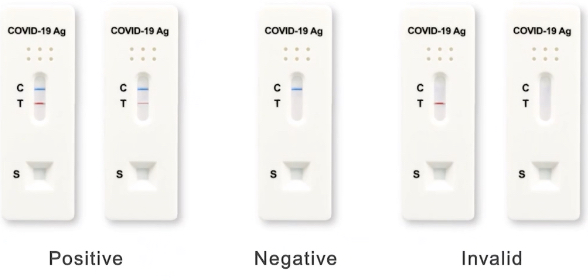 COVID-19 Ag
C
T
S
COVID-19 Ag
C
T
S
COVID-19 Ag
C
T
S
COVID-19 Ag
C
T
S
COVID-19 Ag
C
T
S
Positive
Negative
Invalid